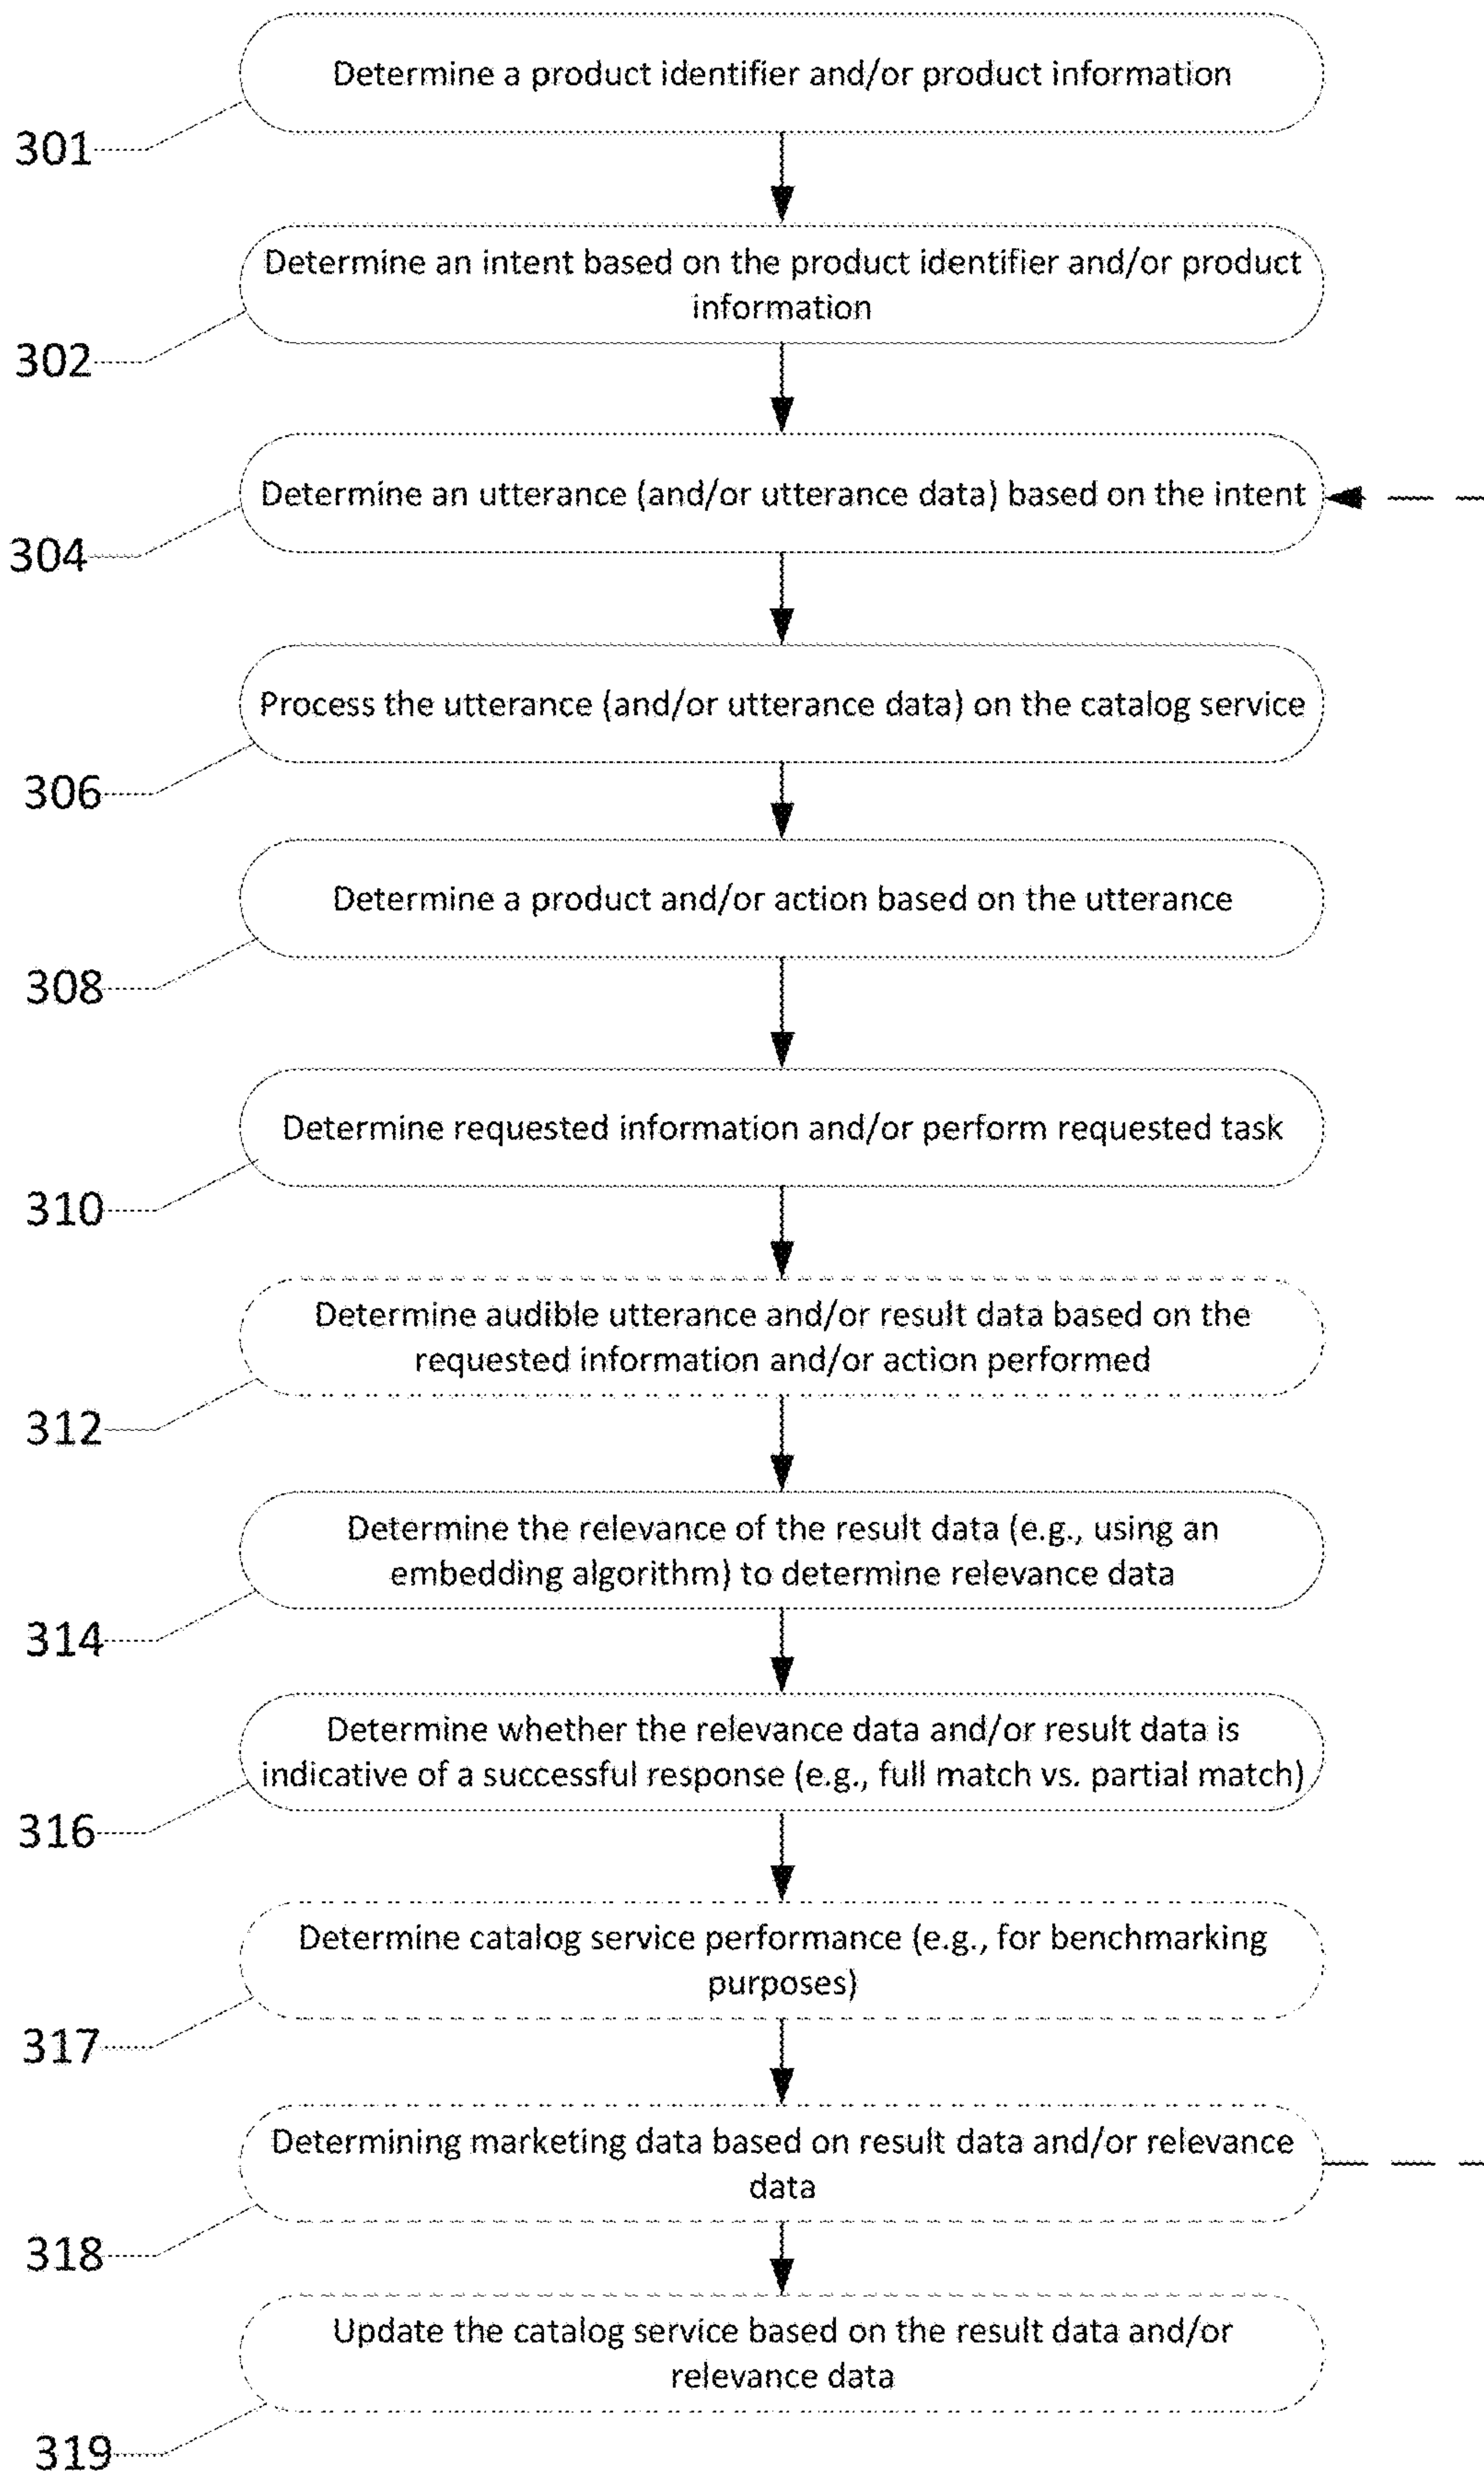 Determine a product identifier and/or product information
301
Determine an intent based on the product identifier and/or product
information
302
Determine an utterance (and/or utterance data) based on the intent
304
Process the utterance (and/or utterance data) on the catalog service
306
Determine a product and/or action based on the utterance
308
Determine requested information and/or perform requested task
310
Determine audible utterance and/or result data based on the
requested information and/or action performed
312
Determine the relevance of the result data (e.g., using an
embedding algorithm) to determine relevance data
314
Determine whether the relevance data and/or result data is
indicative of a successful response (e.g., full match vs. partial match)
316
Determine catalog service performance (e.g., for benchmarking
purposes)
317
Determining marketing data based on result data and/or relevance
data
318
Update the catalog service based on the result data and/or
relevance data
319